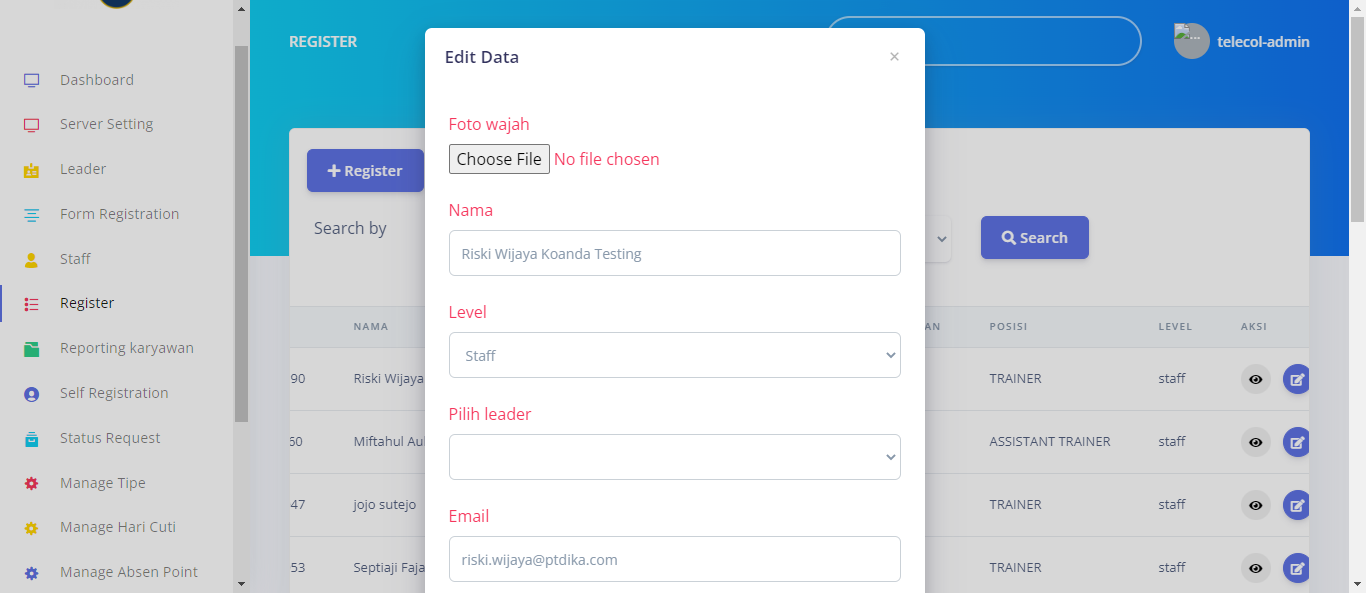 Dashboard
Server Setting
Leader
Form Registration
Staff
Register
Reporting karyawan
Self Registration
Status Request
Manage Tipe
Manage Hari Cuti
Manage Absen Point
REGISTER
...
telecol-admin
Register
Search by
Search
NAMA
AN
POSISI
LEVEL
AKSI
90
Riski Wijaya
TRAINER
staff
60
Miftahul Au
ASSISTANT TRAINER
staff
47
jojo sutejo
TRAINER
staff
53
Septiaji Faja
TRAINER
staff
Edit Data
×
Foto wajah
Choose File No file chosen
Nama
Riski Wijaya Koanda Testing
Level
Staff
Pilih leader
Email
riski.wijaya@ptdika.com